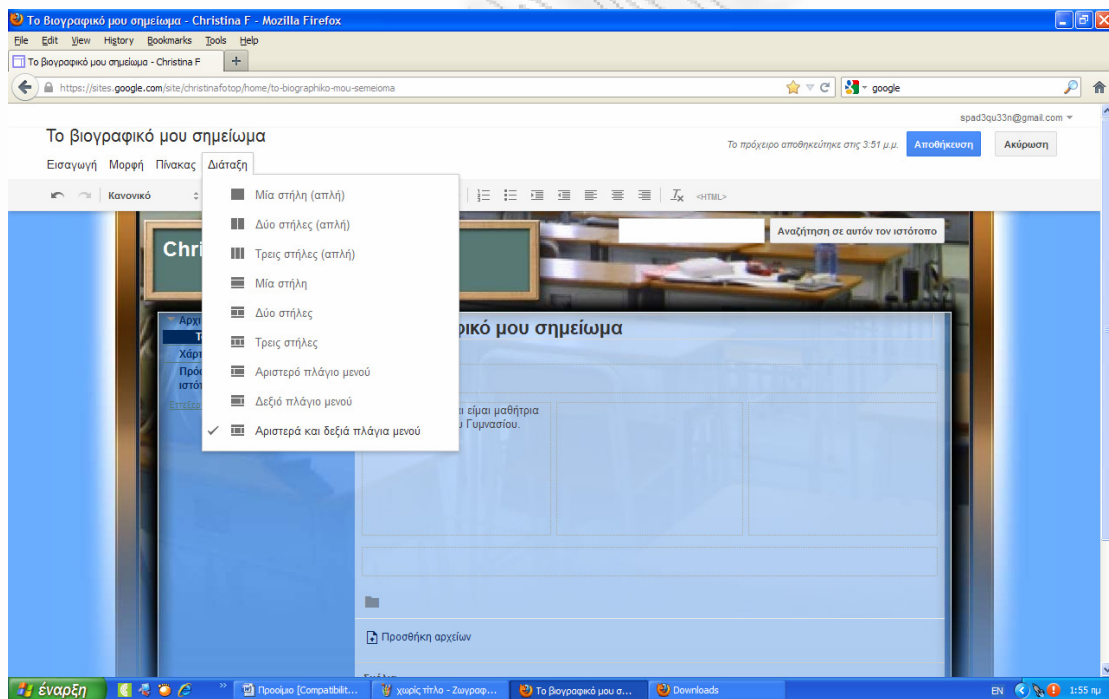 Το Βιογραφικό μου σημείωμα - Christina F - Mozilla Firefox
File Edit View History Bookmarks Tools Help
Το Βιογραφικό μου σημείωμα - Christina F
https://sites.google.com/site/christinafotop/home/to-biographiko-mou-semeioma
google
spad3qu33n@gmail.com
Το βιογραφικό μου σημείωμα
Το πρόχειρο αποθηκεύτηκε στις 3:51 μ.μ. Αποθήκευση Ακύρωση
Εισαγωγή Μορφή Πίνακας Διάταξη
Κανονικό
<HTML>
Μία στήλη (απλή)
Δύο στήλες (απλή)
Τρεις στήλες (απλή)
Μία στήλη
Δύο στήλες
Τρεις στήλες
Αριστερό πλάγιο μενού
Δεξιό πλάγιο μενού
Αριστερά και δεξιά πλάγια μενού
Αναζήτηση σε αυτόν τον ιστότοπο
Chri
Αρχι
Χάρτ
Πρόσ
ιστότ
ικό μου σημείωμα
ι είμαι μαθήτρια
Γυμνασίου.
Προσθήκη αρχείων
έναρξη
Προοίμιο [Compatibilit...
χωρίς τίτλο - Ζωγραφ...
Το Βιογραφικό μου σ...
Downloads
EN
1:55 πμ